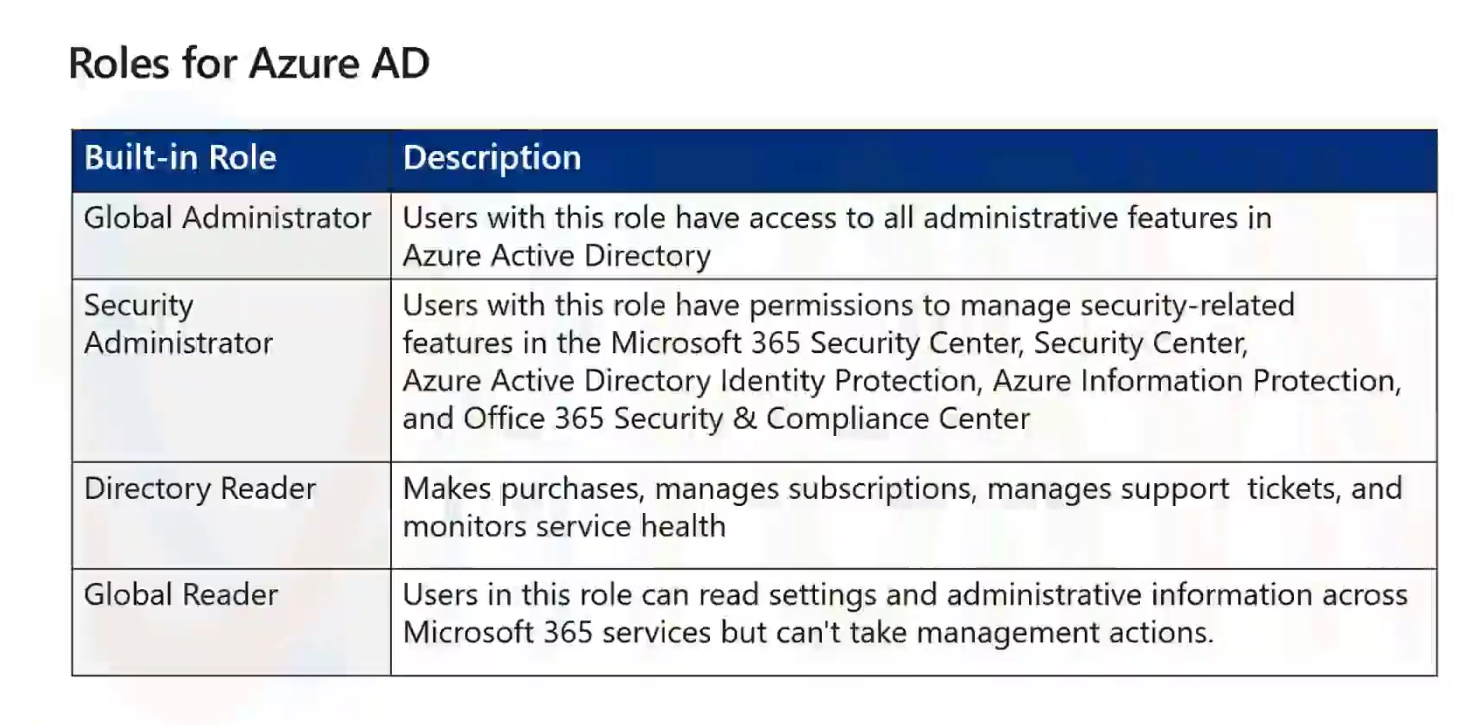 Roles for Azure AD
Built-in Role
Description
Global Administrator
Users with this role have access to all administrative features in
Azure Active Directory
Security
Administrator
Users with this role have permissions to manage security-related
features in the Microsoft 365 Security Center, Security Center,
Azure Active Directory Identity Protection, Azure Information Protection,
and Office 365 Security & Compliance Center
Directory Reader
Makes purchases, manages subscriptions, manages support tickets, and
monitors service health
Global Reader
Users in this role can read settings and administrative information across
Microsoft 365 services but can't take management actions.